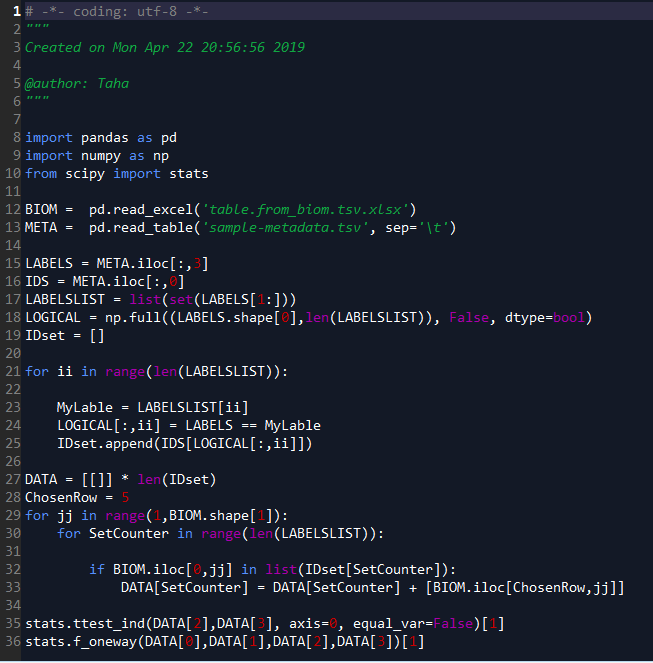 1 # -*- coding: utf-8 -*-
2 """
3 Created on Mon Apr 22 20:56:56 2019
4
5 @author: Taha
6 """
7
8 import pandas as pd
9 import numpy as np
10 from scipy import stats
11
12 BIOM =  pd.read_excel('table.from_biom.tsv.xlsx')
13 META =  pd.read_table('sample-metadata.tsv', sep='\t')
14
15 LABELS = META.iloc[:,3]
16 IDS = META.iloc[:,0]
17 LABELSLIST = list(set(LABELS[1:]))
18 LOGICAL = np.full((LABELS.shape[0],len(LABELSLIST)), False, dtype=bool)
19 IDset = []
20
21 for ii in range(len(LABELSLIST)):
22
23     MyLable = LABELSLIST[ii]
24     LOGICAL[:,ii] = LABELS == MyLable
25     IDset.append(IDS[LOGICAL[:,ii]])
26
27 DATA = [[]] * len(IDset)
28 ChosenRow = 5
29 for jj in range(1,BIOM.shape[1]):
30     for SetCounter in range(len(LABELSLIST)):
31
32         if BIOM.iloc[0,jj] in list(IDset[SetCounter]):
33             DATA[SetCounter] = DATA[SetCounter] + [BIOM.iloc[ChosenRow,jj]]
34
35 stats.ttest_ind(DATA[2],DATA[3], axis=0, equal_var=False)[1]
36 stats.f_oneway(DATA[0],DATA[1],DATA[2],DATA[3])[1]